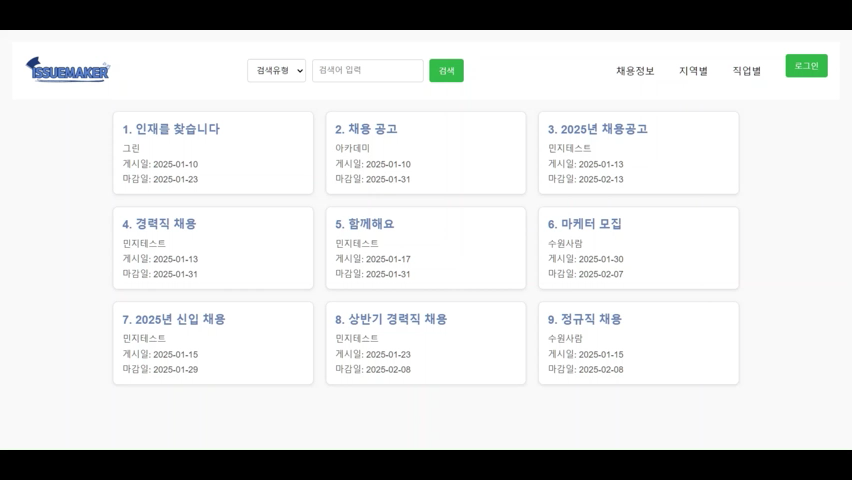 ISSUEMAKER
검색유형
검색어 입력
검색
채용정보
지역별
직업별
로그인
1. 인재를 찾습니다
그린
게시일: 2025-01-10
마감일: 2025-01-23
2. 채용 공고
아카데미
게시일: 2025-01-10
마감일: 2025-01-31
3. 2025년 채용공고
민지테스트
게시일: 2025-01-13
마감일: 2025-02-13
4. 경력직 채용
민지테스트
게시일: 2025-01-13
마감일: 2025-01-31
5. 함께해요
민지테스트
게시일: 2025-01-17
마감일: 2025-01-31
6. 마케터 모집
수원사람
게시일: 2025-01-30
마감일: 2025-02-07
7. 2025년 신입 채용
민지테스트
게시일: 2025-01-15
마감일: 2025-01-29
8. 상반기 경력직 채용
민지테스트
게시일: 2025-01-23
마감일: 2025-02-08
9. 정규직 채용
수원사람
게시일: 2025-01-15
마감일: 2025-02-08